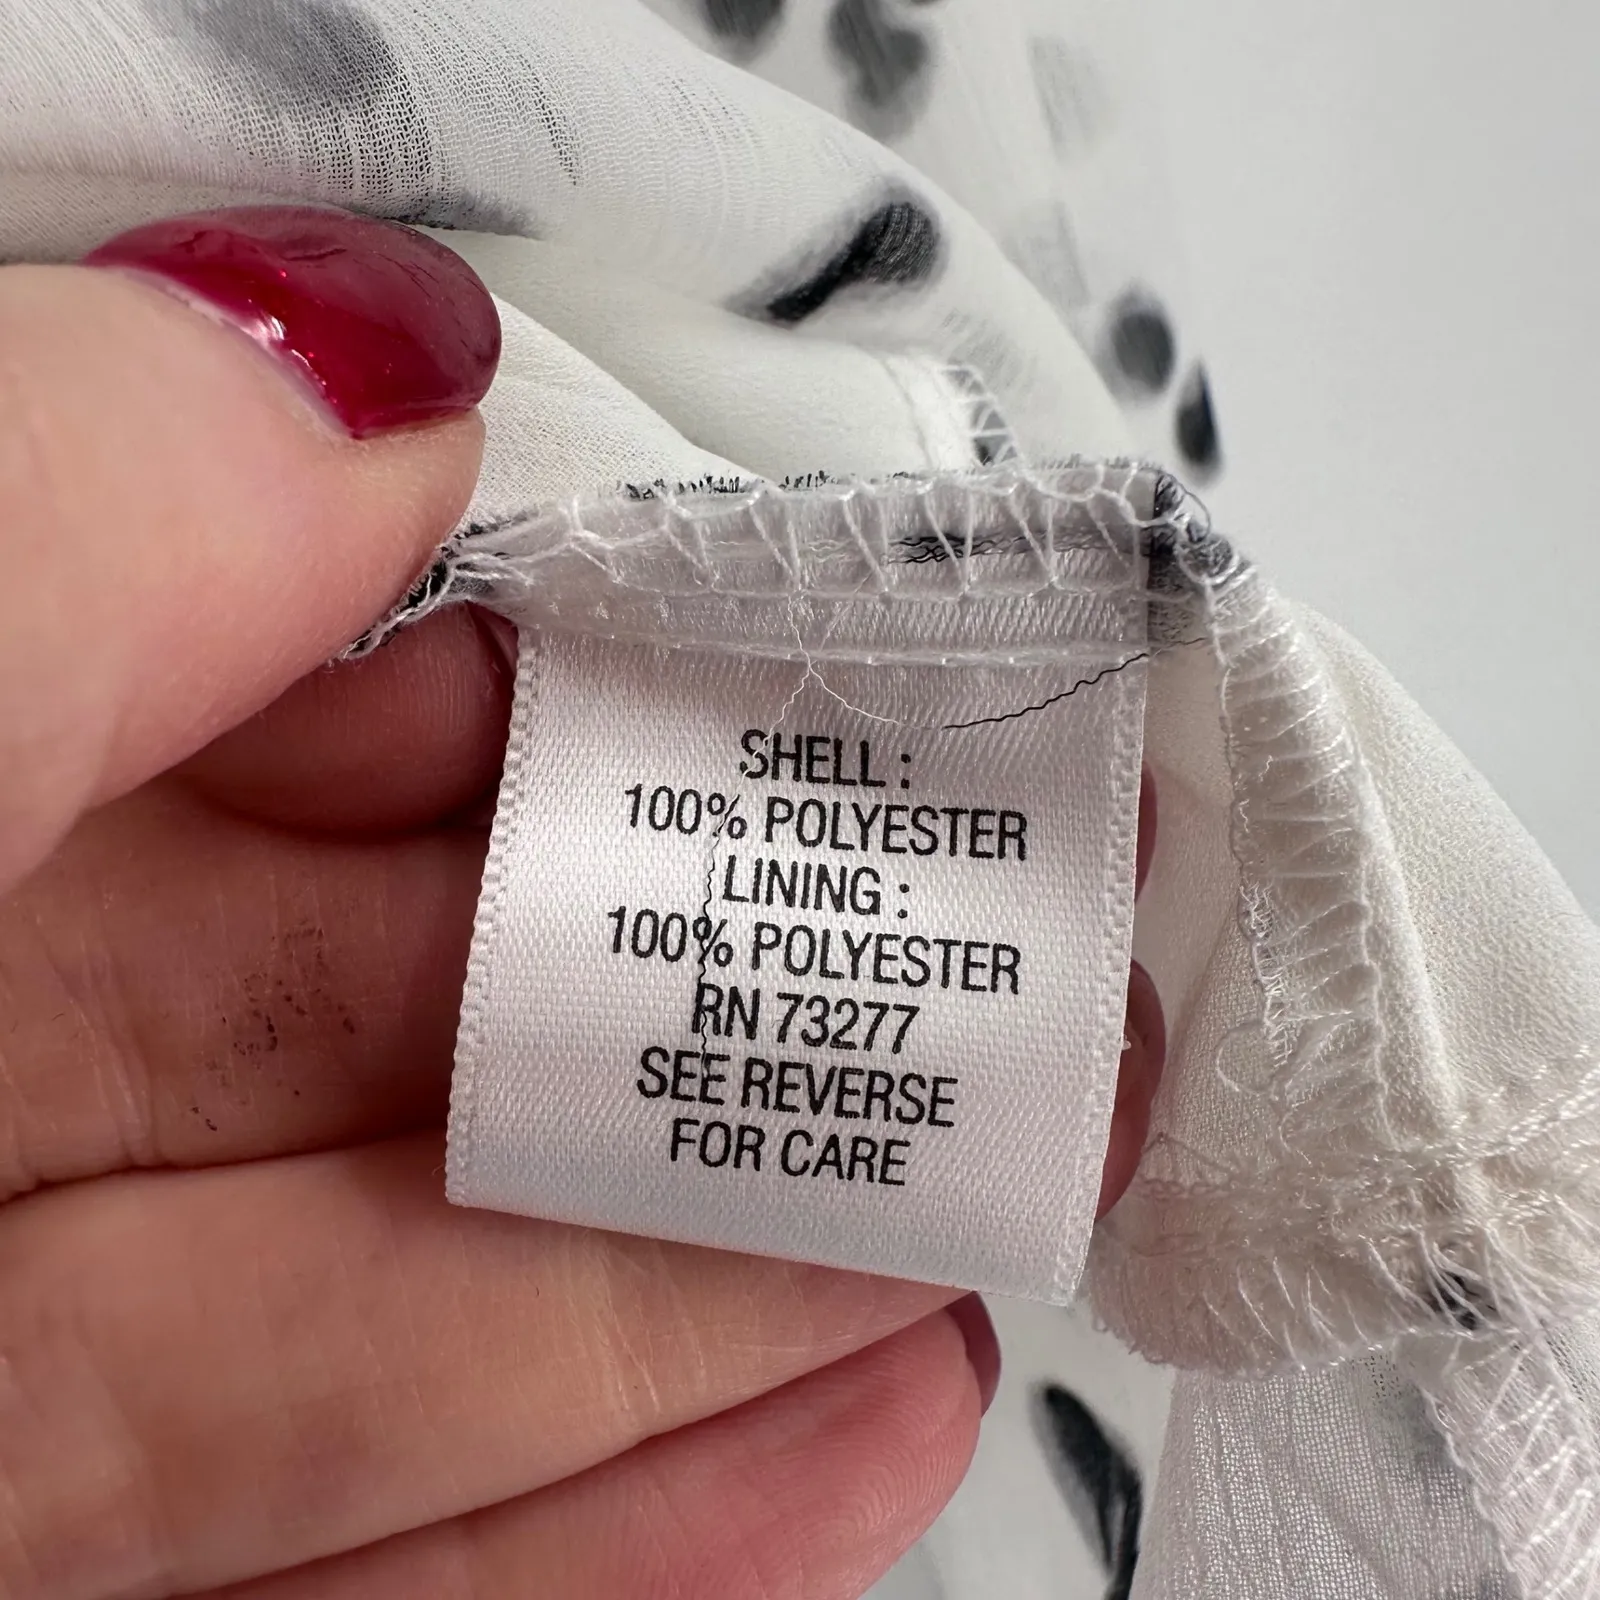 SHELL :
100% POLYESTER
LINING :
100% POLYESTER
RN 73277
SEE REVERSE
FOR CARE